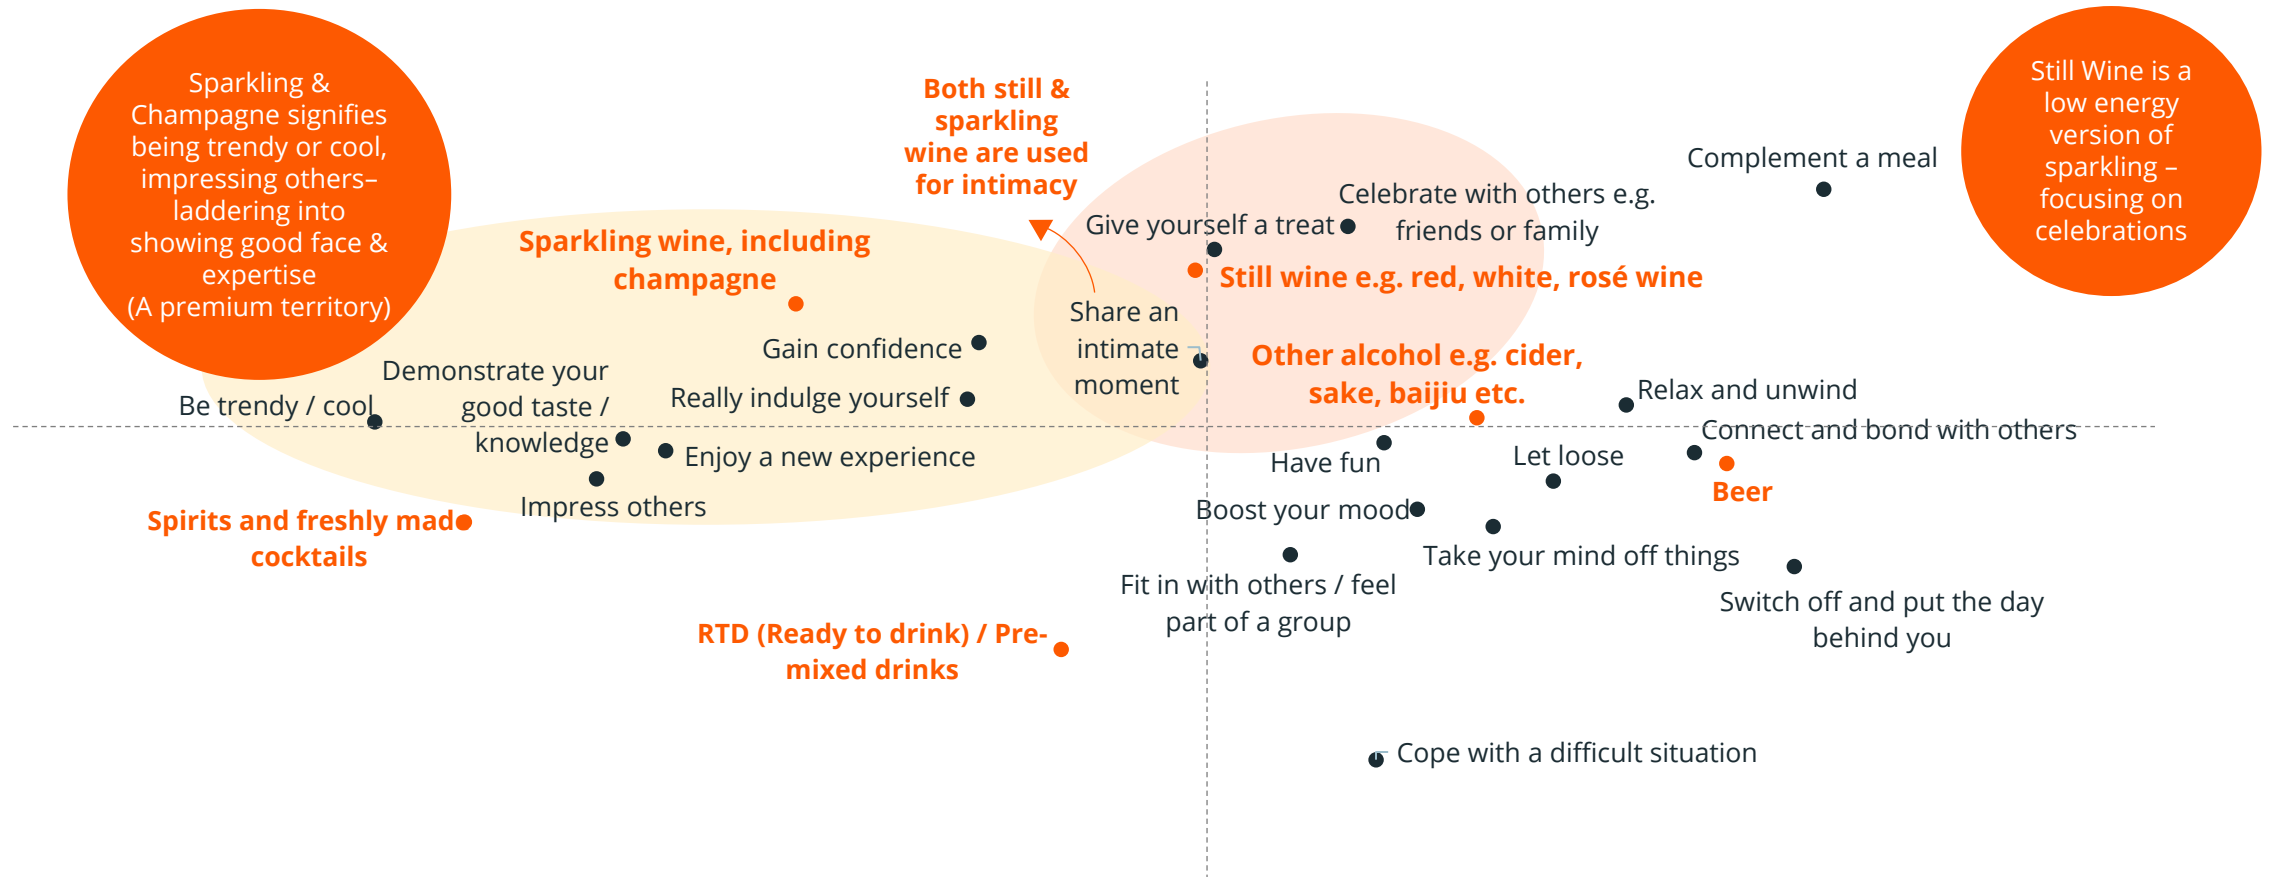 Sparkling &
Champagne signifies
being trendy or cool,
impressing others–
laddering into
showing good face &
expertise
(A premium territory)
Both still &
sparkling
wine are used
for intimacy
Still Wine is a
low energy
version of
sparkling –
focusing on
celebrations
Complement a meal
Celebrate with others e.g.
friends or family
Give yourself a treat
Sparkling wine, including
champagne
Still wine e.g. red, white, rosé wine
Share an
intimate
moment
Gain confidence
Other alcohol e.g. cider,
sake, baijiu etc.
Demonstrate your
good taste /
knowledge
Really indulge yourself
Relax and unwind
Be trendy / cool
Connect and bond with others
Enjoy a new experience
Have fun
Let loose
Beer
Impress others
Boost your mood
Spirits and freshly made
cocktails
Take your mind off things
Fit in with others / feel
part of a group
Switch off and put the day
behind you
RTD (Ready to drink) / Pre-
mixed drinks
Cope with a difficult situation